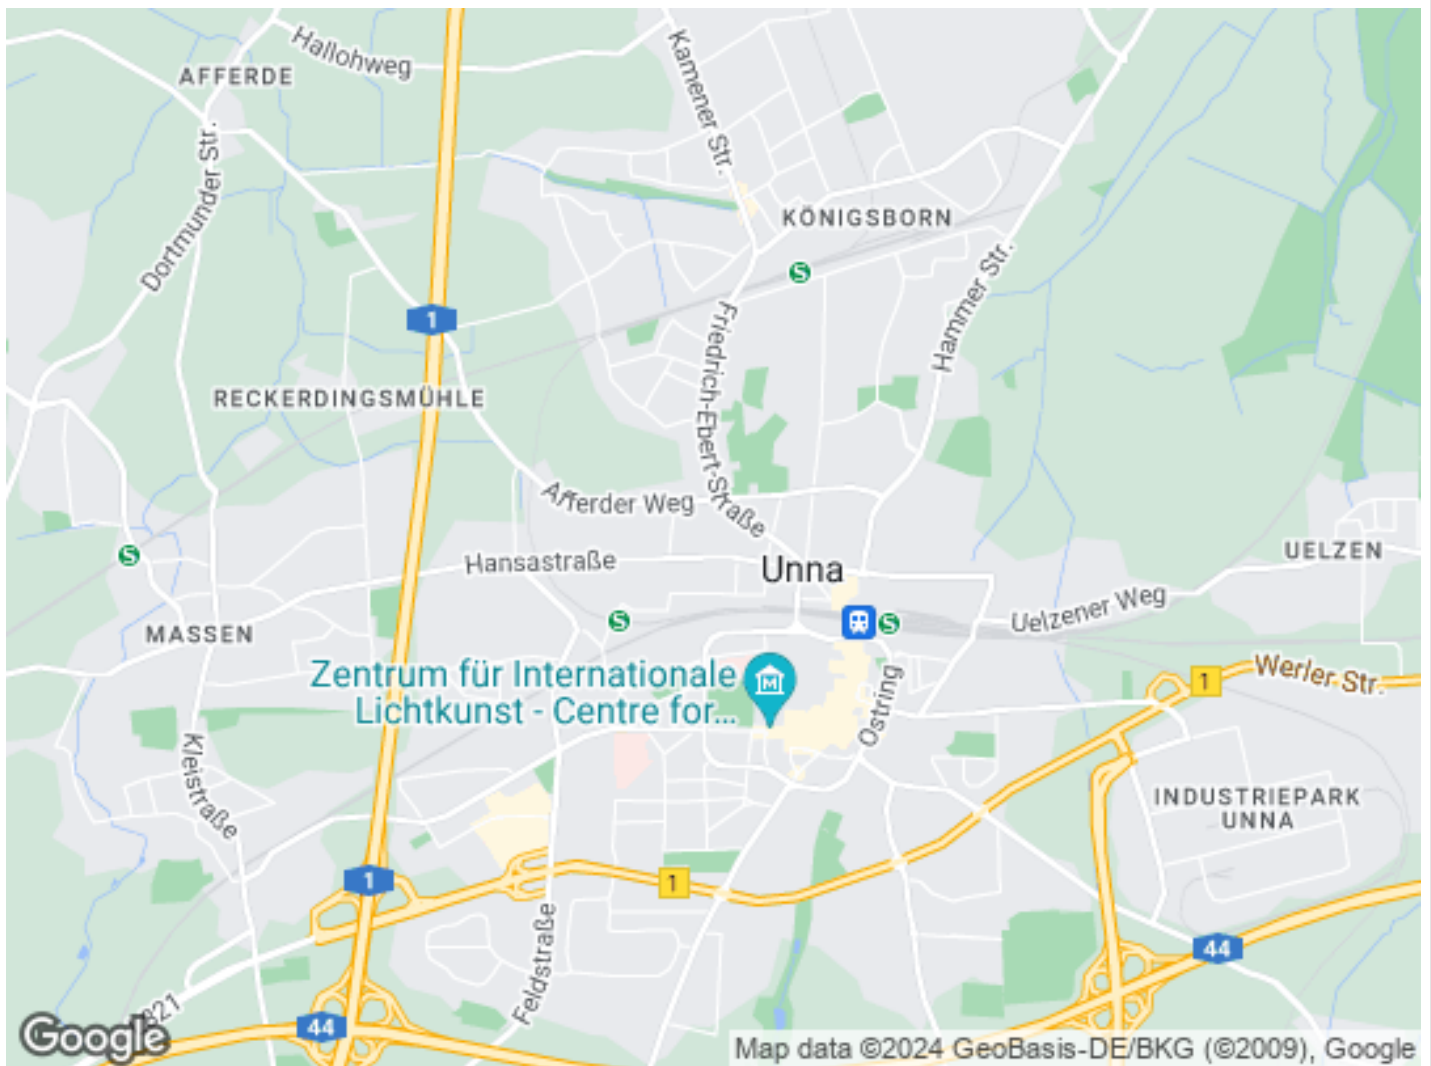 Hallohweg
Kamener Str.
AFFERDE
Dortmunder Str.
KÖNIGSBORN
S
Hammer Str.
1
Friedrich-Ebert-Straße
RECKERDINGSMÜHLE
Afferder Weg
S
Hansastraße
Unna
UELZEN
Uelzener Weg
S
S
MASSEN
Zentrum für Internationale
Lichtkunst - Centre for...
M
Ostring
1
Werler Str.
Kleistraße
INDUSTRIEPARK
UNNA
1
1
Feldstraße
44
821
44
Google
Map data ©2024 GeoBasis-DE/BKG (©2009), Google